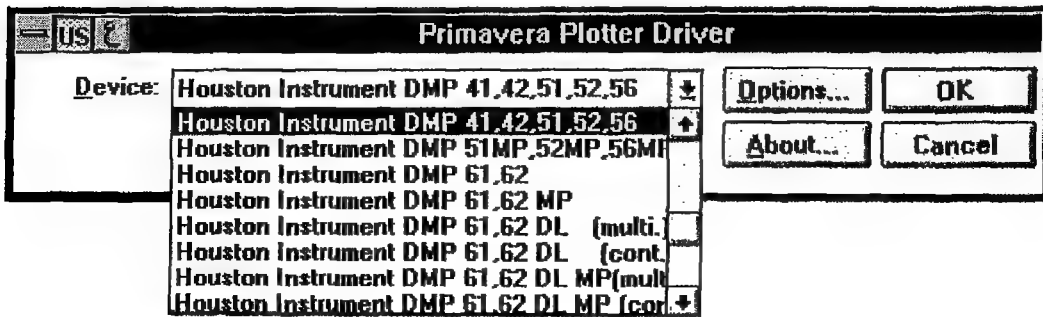 US Primavera Plotter Driver
Device: Houston Instrument DMP 41,42,51,52,56 Options... OK
Houston Instrument DMP 41,42,51,52,56
Houston Instrument DMP 51MP,52MP,56MP About... Cancel
Houston Instrument DMP 61,62
Houston Instrument DMP 61,62 MP
Houston Instrument DMP 61,62 DL (multi.)
Houston Instrument DMP 61,62 DL (cont.
Houston Instrument DMP 61,62 DL MP(mult
Houston Instrument DMP 61,62 DL MP (con